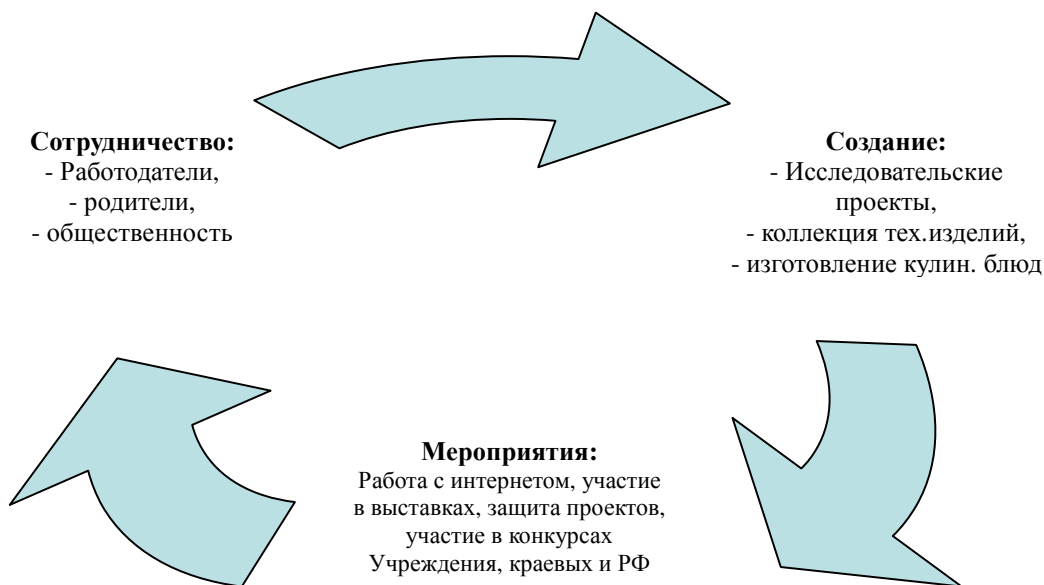 Сотрудничество:
- Работодатели,
- родители,
- общественность
Создание:
- Исследовательские
проекты,
- коллекция тех.изделий,
- изготовление кулин. блюд
Мероприятия:
Работа с интернетом, участие
в выставках, защита проектов,
участие в конкурсах
Учреждения, краевых и РФ